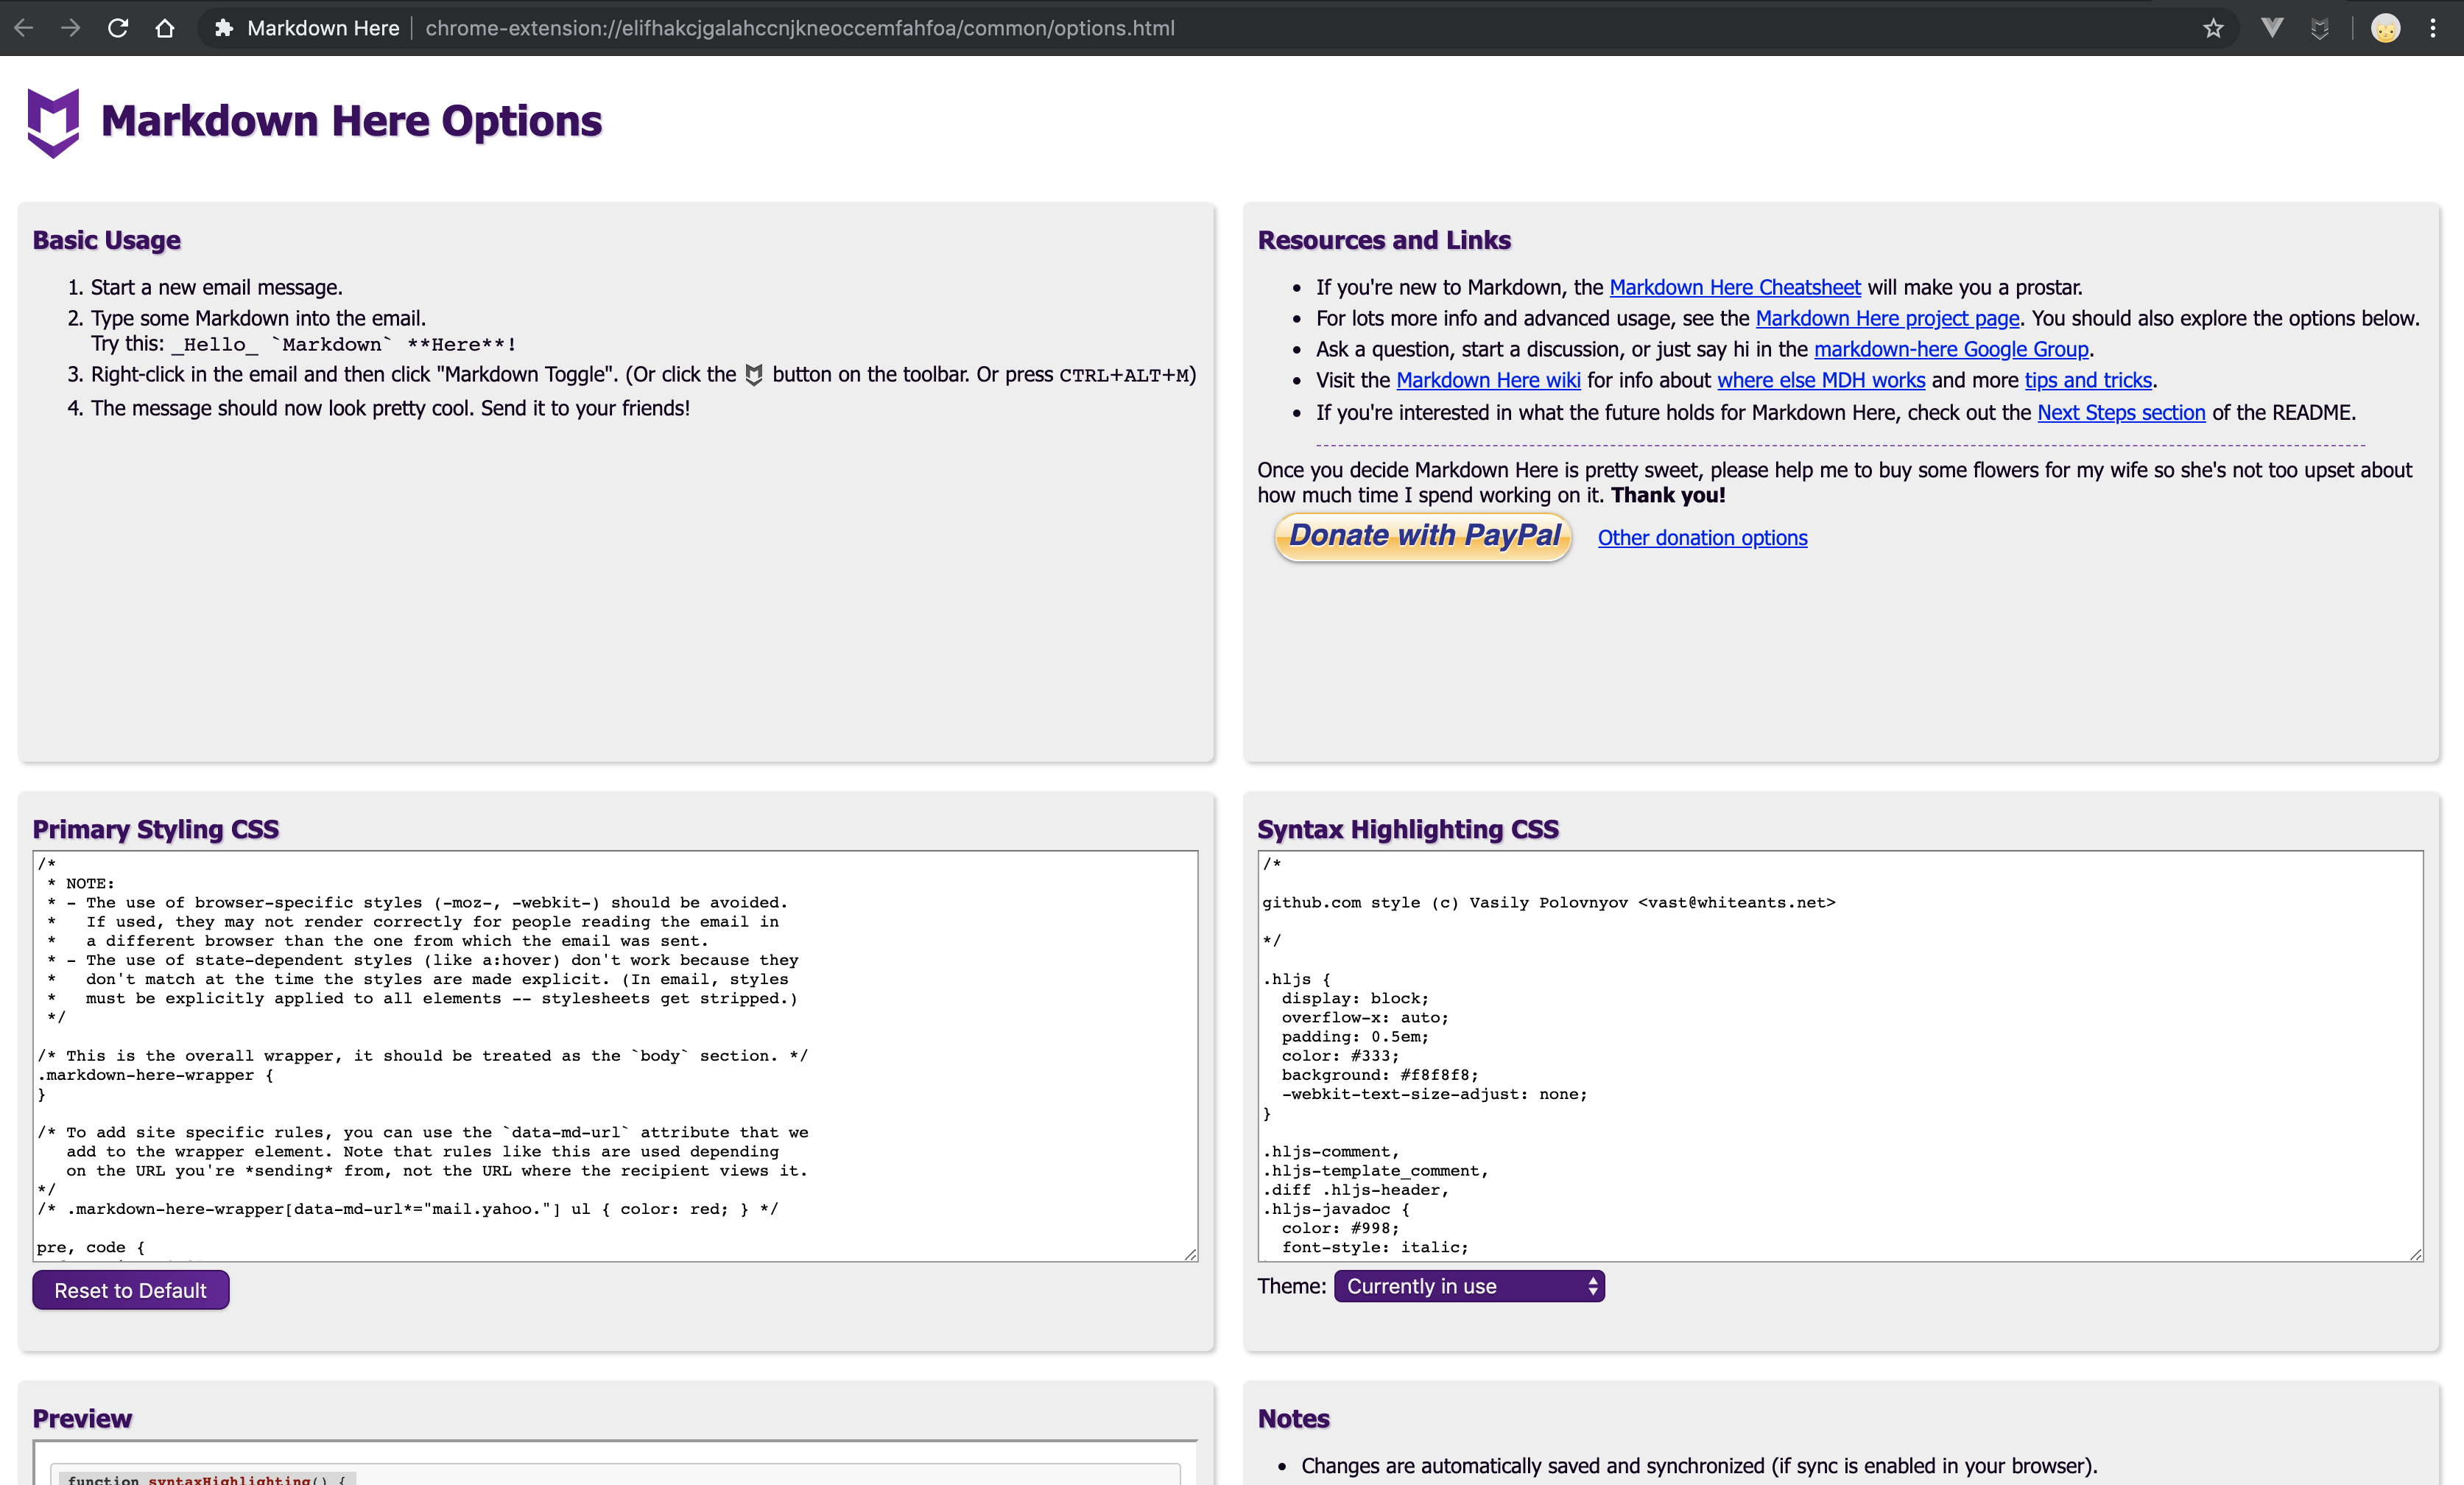 Markdown Here | chrome-extension://elifhakcjgalahccnjkneoccemfahfoa/common/options.html
Markdown Here Options
Basic Usage
1. Start a new email message.
2. Type some Markdown into the email.
Try this: _Hello_ `Markdown` **Here**!
3. Right-click in the email and then click "Markdown Toggle". (Or click the button on the toolbar. Or press CTRL+ALT+M)
4. The message should now look pretty cool. Send it to your friends!
Resources and Links
• If you're new to Markdown, the Markdown Here Cheatsheet will make you a prostar.
• For lots more info and advanced usage, see the Markdown Here project page. You should also explore the options below.
• Ask a question, start a discussion, or just say hi in the markdown-here Google Group.
• Visit the Markdown Here wiki for info about where else MDH works and more tips and tricks.
• If you're interested in what the future holds for Markdown Here, check out the Next Steps section of the README.
Once you decide Markdown Here is pretty sweet, please help me to buy some flowers for my wife so she's not too upset about
how much time I spend working on it. Thank you!
Donate with PayPal Other donation options
Primary Styling CSS
/*
 * NOTE:
 * - The use of browser-specific styles (-moz-, -webkit-) should be avoided.
 *   If used, they may not render correctly for people reading the email in
 *   a different browser than the one from which the email was sent.
 * - The use of state-dependent styles (like a:hover) don't work because they
 *   don't match at the time the styles are made explicit. (In email, styles
 *   must be explicitly applied to all elements -- stylesheets get stripped.)
 */
/* This is the overall wrapper, it should be treated as the `body` section. */
.markdown-here-wrapper {
}
/* To add site specific rules, you can use the `data-md-url` attribute that we
   add to the wrapper element. Note that rules like this are used depending
   on the URL you're *sending* from, not the URL where the recipient views it.
*/
/* .markdown-here-wrapper[data-md-url*="mail.yahoo."] ul { color: red; } */
pre, code {
Reset to Default
Syntax Highlighting CSS
/*
github.com style (c) Vasily Polovnyov <vast@whiteants.net>
*/
.hljs {
  display: block;
  overflow-x: auto;
  padding: 0.5em;
  color: #333;
  background: #f8f8f8;
  -webkit-text-size-adjust: none;
}
.hljs-comment,
.hljs-template_comment,
.diff .hljs-header,
.hljs-javadoc {
  color: #998;
  font-style: italic;
Theme: Currently in use
Preview
function syntaxHighlighting() {
Notes
• Changes are automatically saved and synchronized (if sync is enabled in your browser).